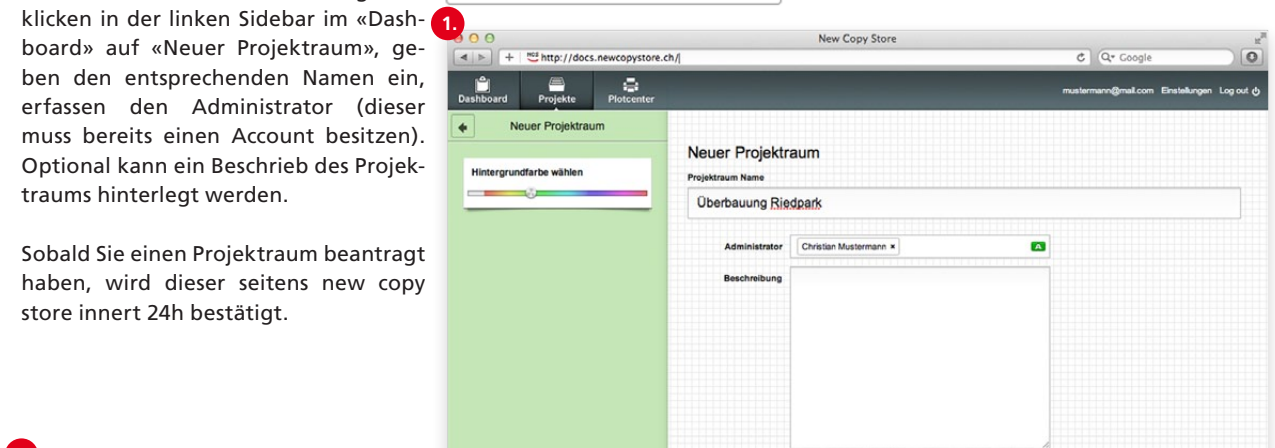 klicken in der linken Sidebar im «Dash-
board» auf «Neuer Projektraum», ge-
ben den entsprechenden Namen ein,
erfassen den Administrator (dieser
muss bereits einen Account besitzen).
Optional kann ein Beschrieb des Projek-
traums hinterlegt werden.
Sobald Sie einen Projektraum beantragt
haben, wird dieser seitens new copy
store innert 24h bestätigt.
1.
New Copy Store
NCS http://docs.newcopystore.ch/
Google
Dashboard Projekte Plotcenter
mustermann@mail.com Einstellungen Log out
Neuer Projektraum
Hintergrundfarbe wählen
Neuer Projektraum
Projektraum Name
Überbauung Riedpark
Administrator Christian Mustermann × A
Beschreibung